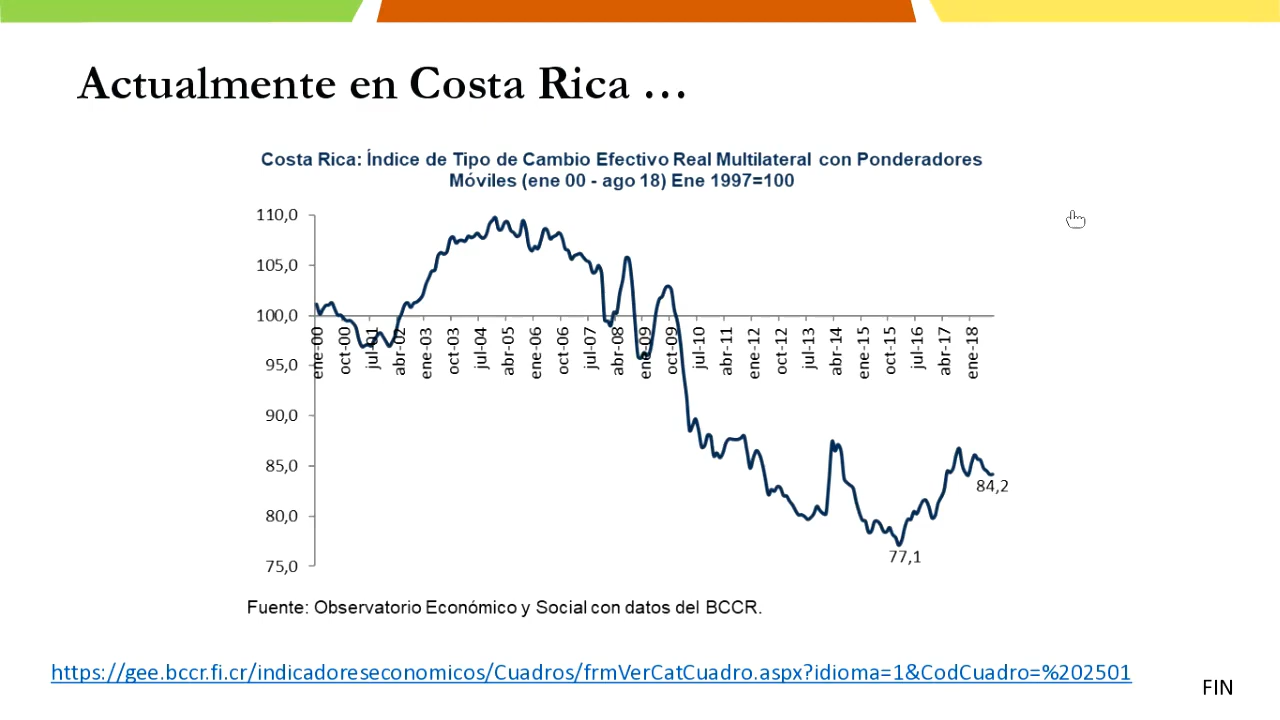 Actualmente en Costa Rica …
Costa Rica: Índice de Tipo de Cambio Efectivo Real Multilateral con Ponderadores
Móviles (ene 00 - ago 18) Ene 1997=100
110,0
105,0
100,0
95,0
90,0
85,0
80,0
75,0
ene-00
oct-00
jul-01
abr-02
ene-03
oct-03
jul-04
abr-05
ene-06
oct-06
jul-07
abr-08
ene-09
oct-09
jul-10
abr-11
ene-12
oct-12
jul-13
abr-14
ene-15
oct-15
jul-16
abr-17
ene-18
84,2
77,1
Fuente: Observatorio Económico y Social con datos del BCCR.
https://gee.bccr.fi.cr/indicadoreseconomicos/Cuadros/frmVerCatCuadro.aspx?idioma=1&CodCuadro=%202501
FIN